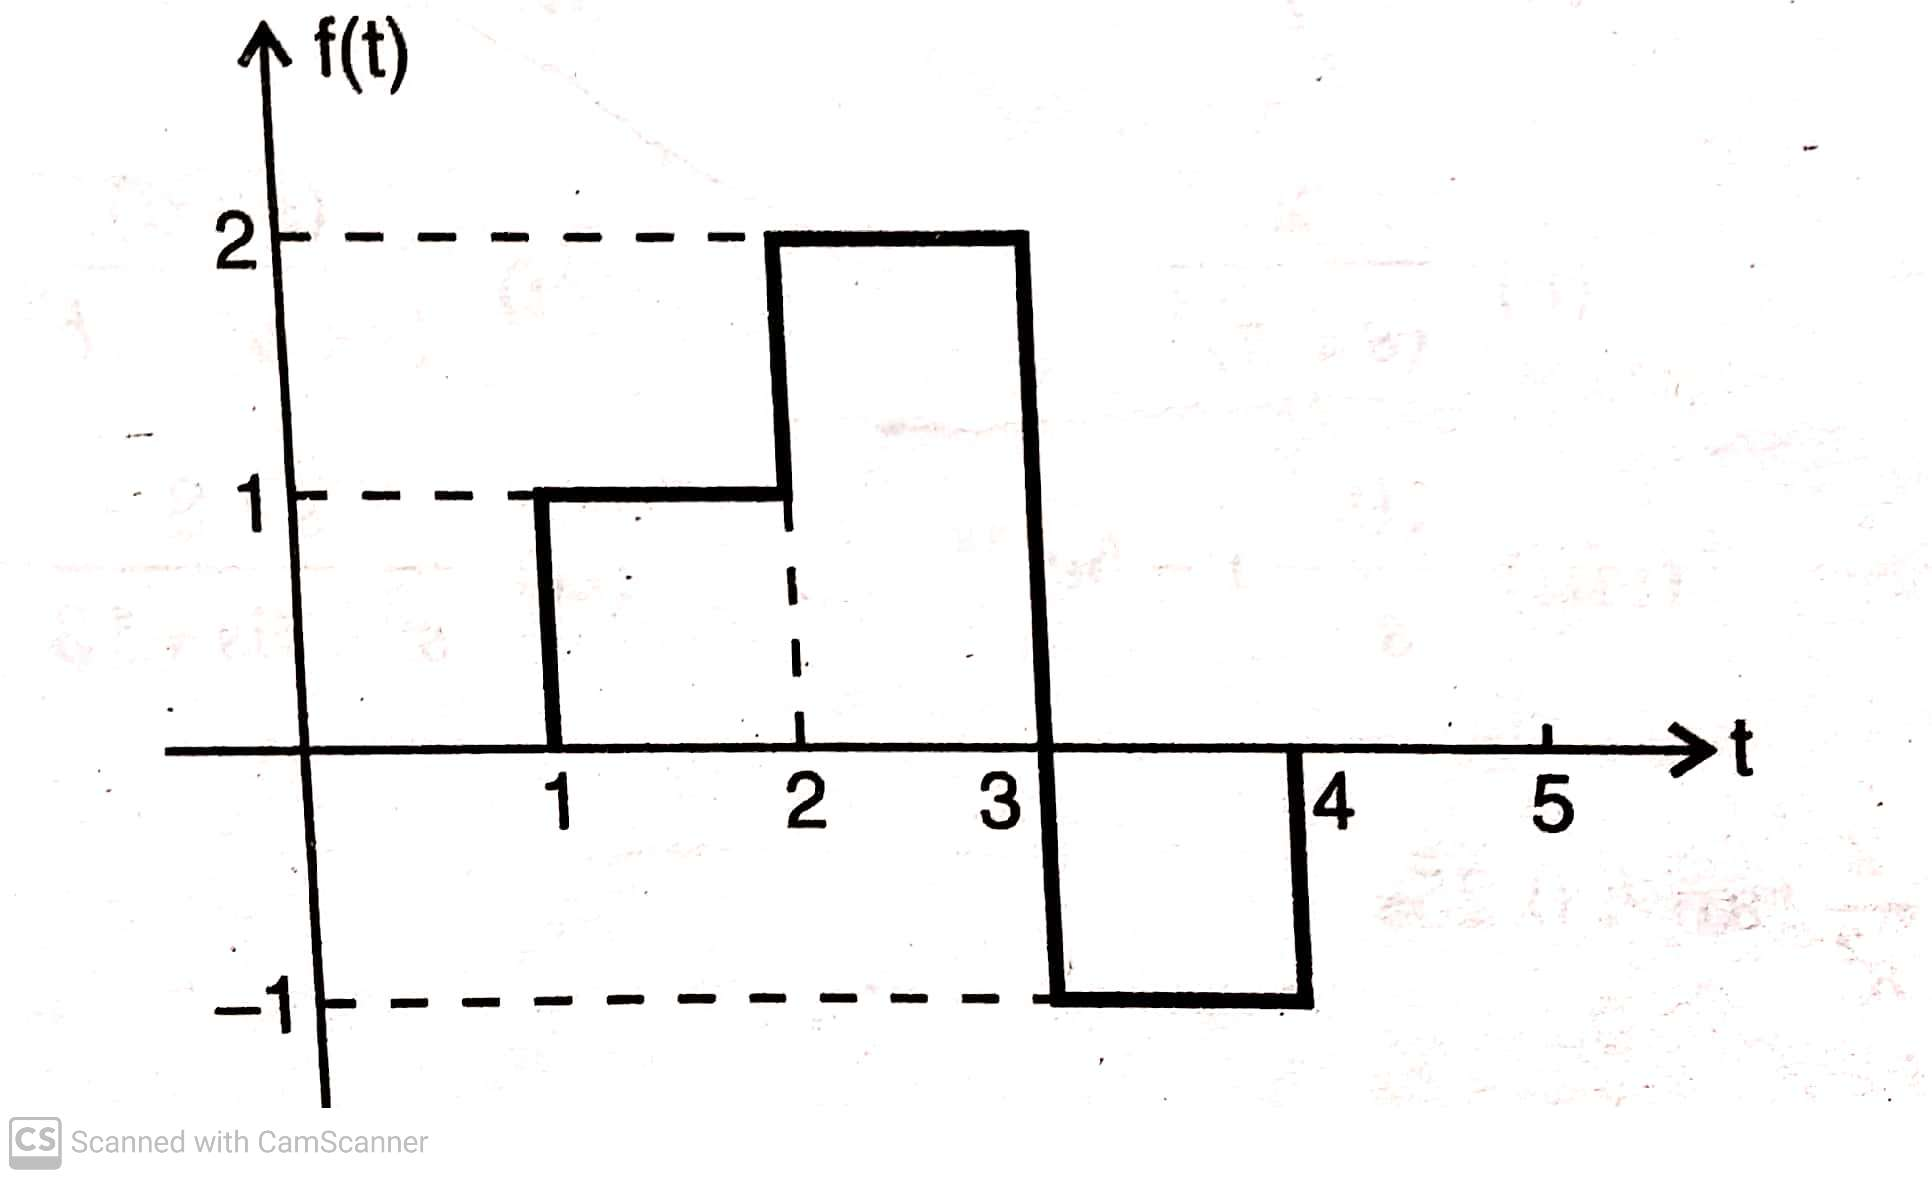 f(t)
2
1
t
1 2 3 4 5
–1
CS Scanned with CamScanner